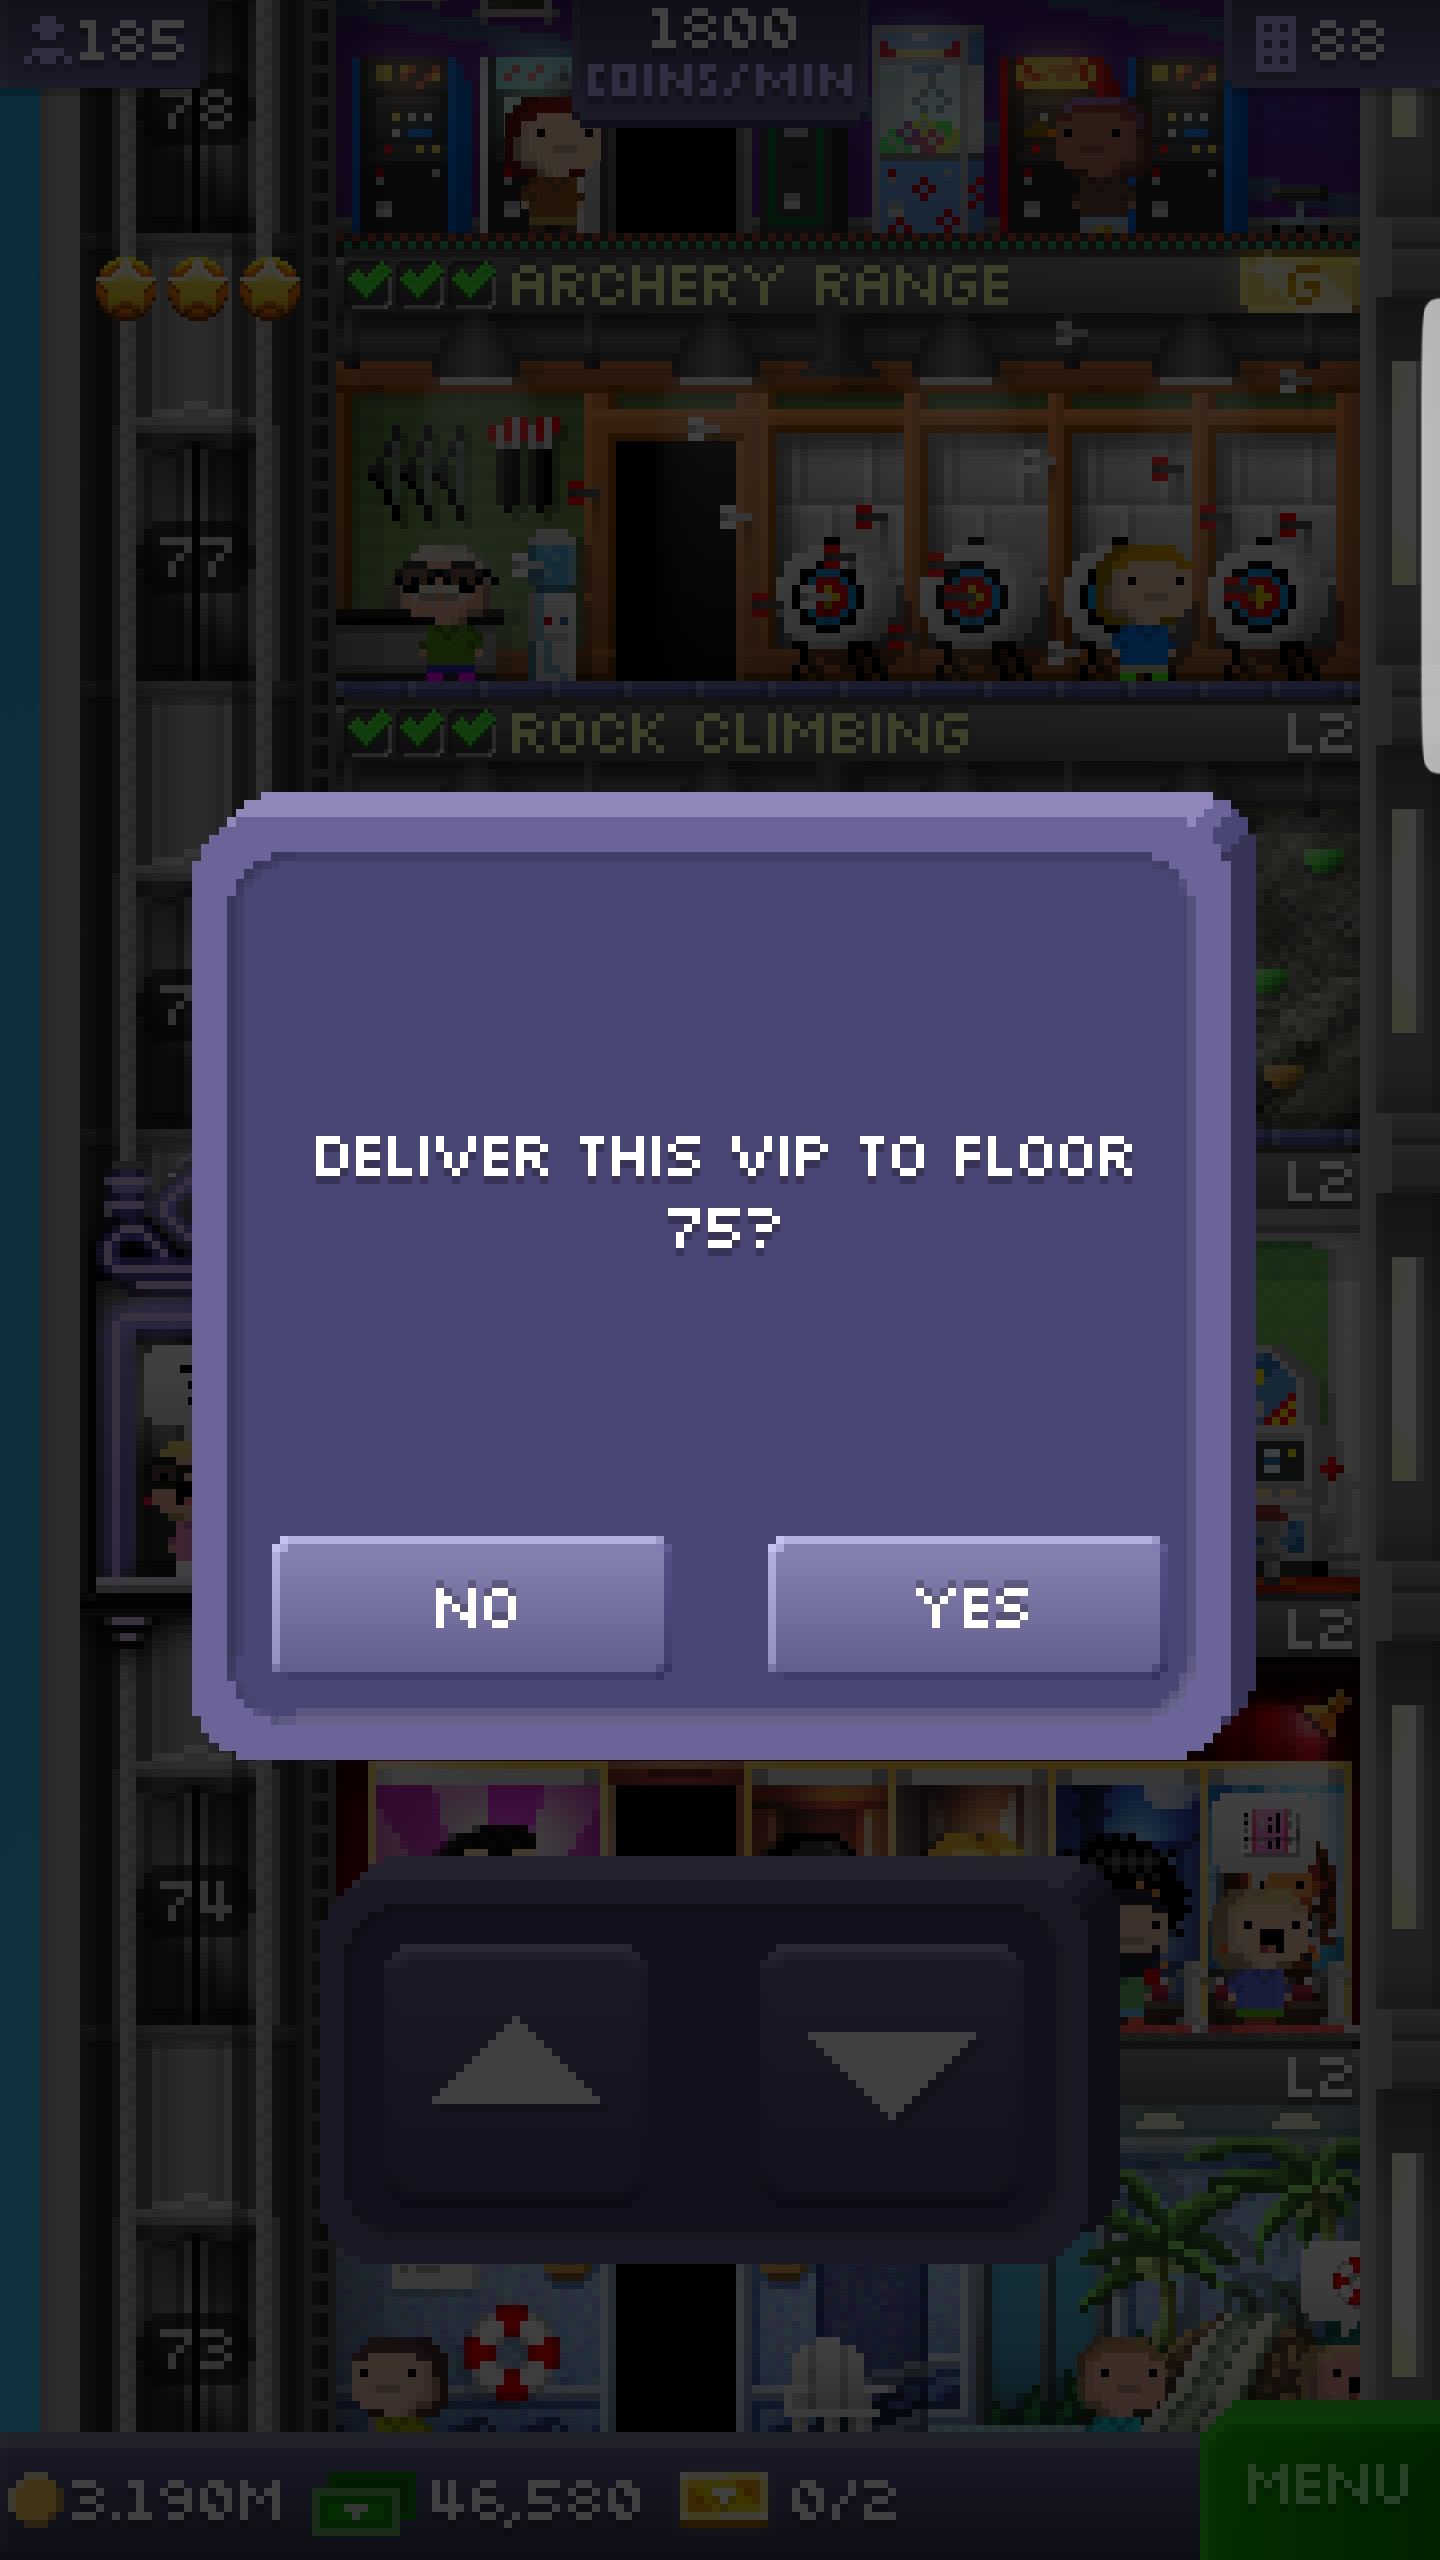 185
1800
COINS/MIN
88
78
ARCHERY RANGE
G
77
ROCK CLIMBING
L2
L2
DELIVER THIS VIP TO FLOOR
75?
NO
YES
L2
74
L2
73
3.190M
46,580
0/2
MENU